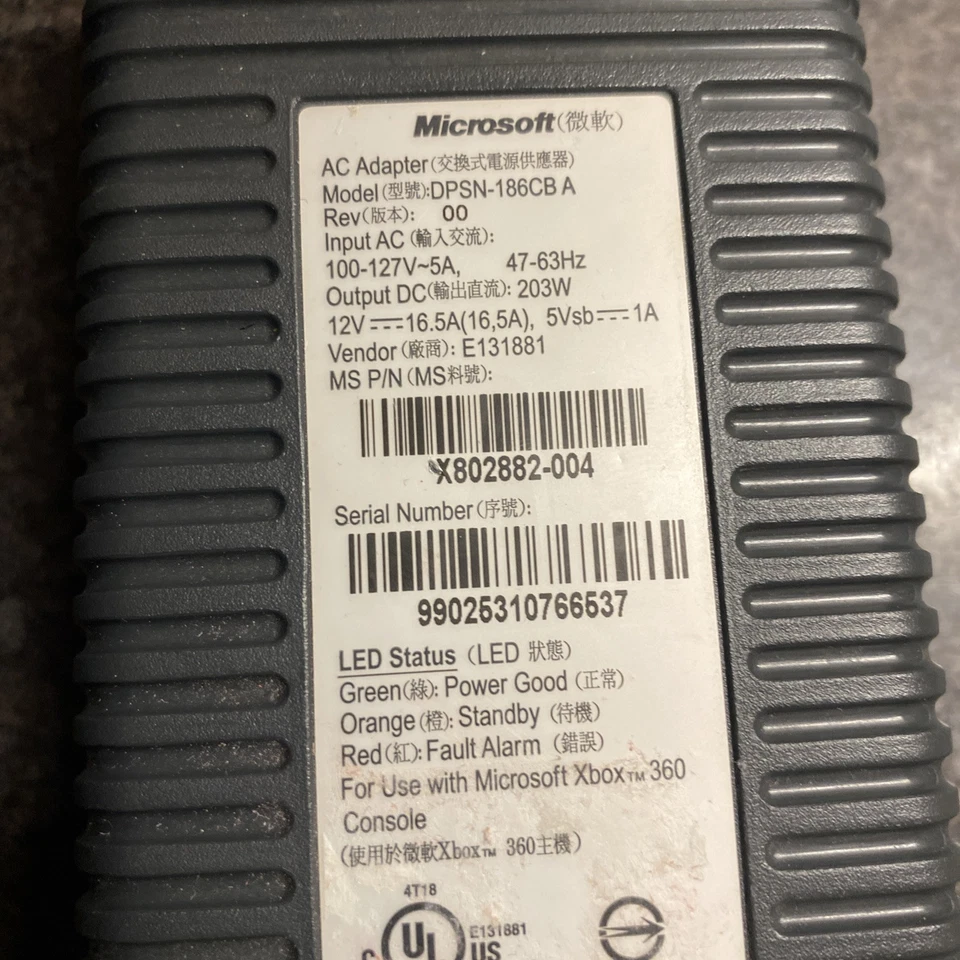 Microsoft(微軟)
AC Adapter(交換式電源供應器)
Model(型號):DPSN-186CB A
Rev(版本): 00
Input AC (輸入交流):
100-127V~5A, 47-63Hz
Output DC(輸出直流): 203W
12V ⎓ 16.5A(16,5A), 5Vsb ⎓ 1A
Vendor (廠商): E131881
MS P/N (MS料號):
X802882-004
Serial Number(序號):
99025310766537
LED Status (LED 狀態)
Green(綠): Power Good (正常)
Orange (橙): Standby (待機)
Red(紅): Fault Alarm (錯誤)
For Use with Microsoft Xbox™ 360
Console
(使用於微軟Xbox™ 360主機)
4T18
c UL US E131881